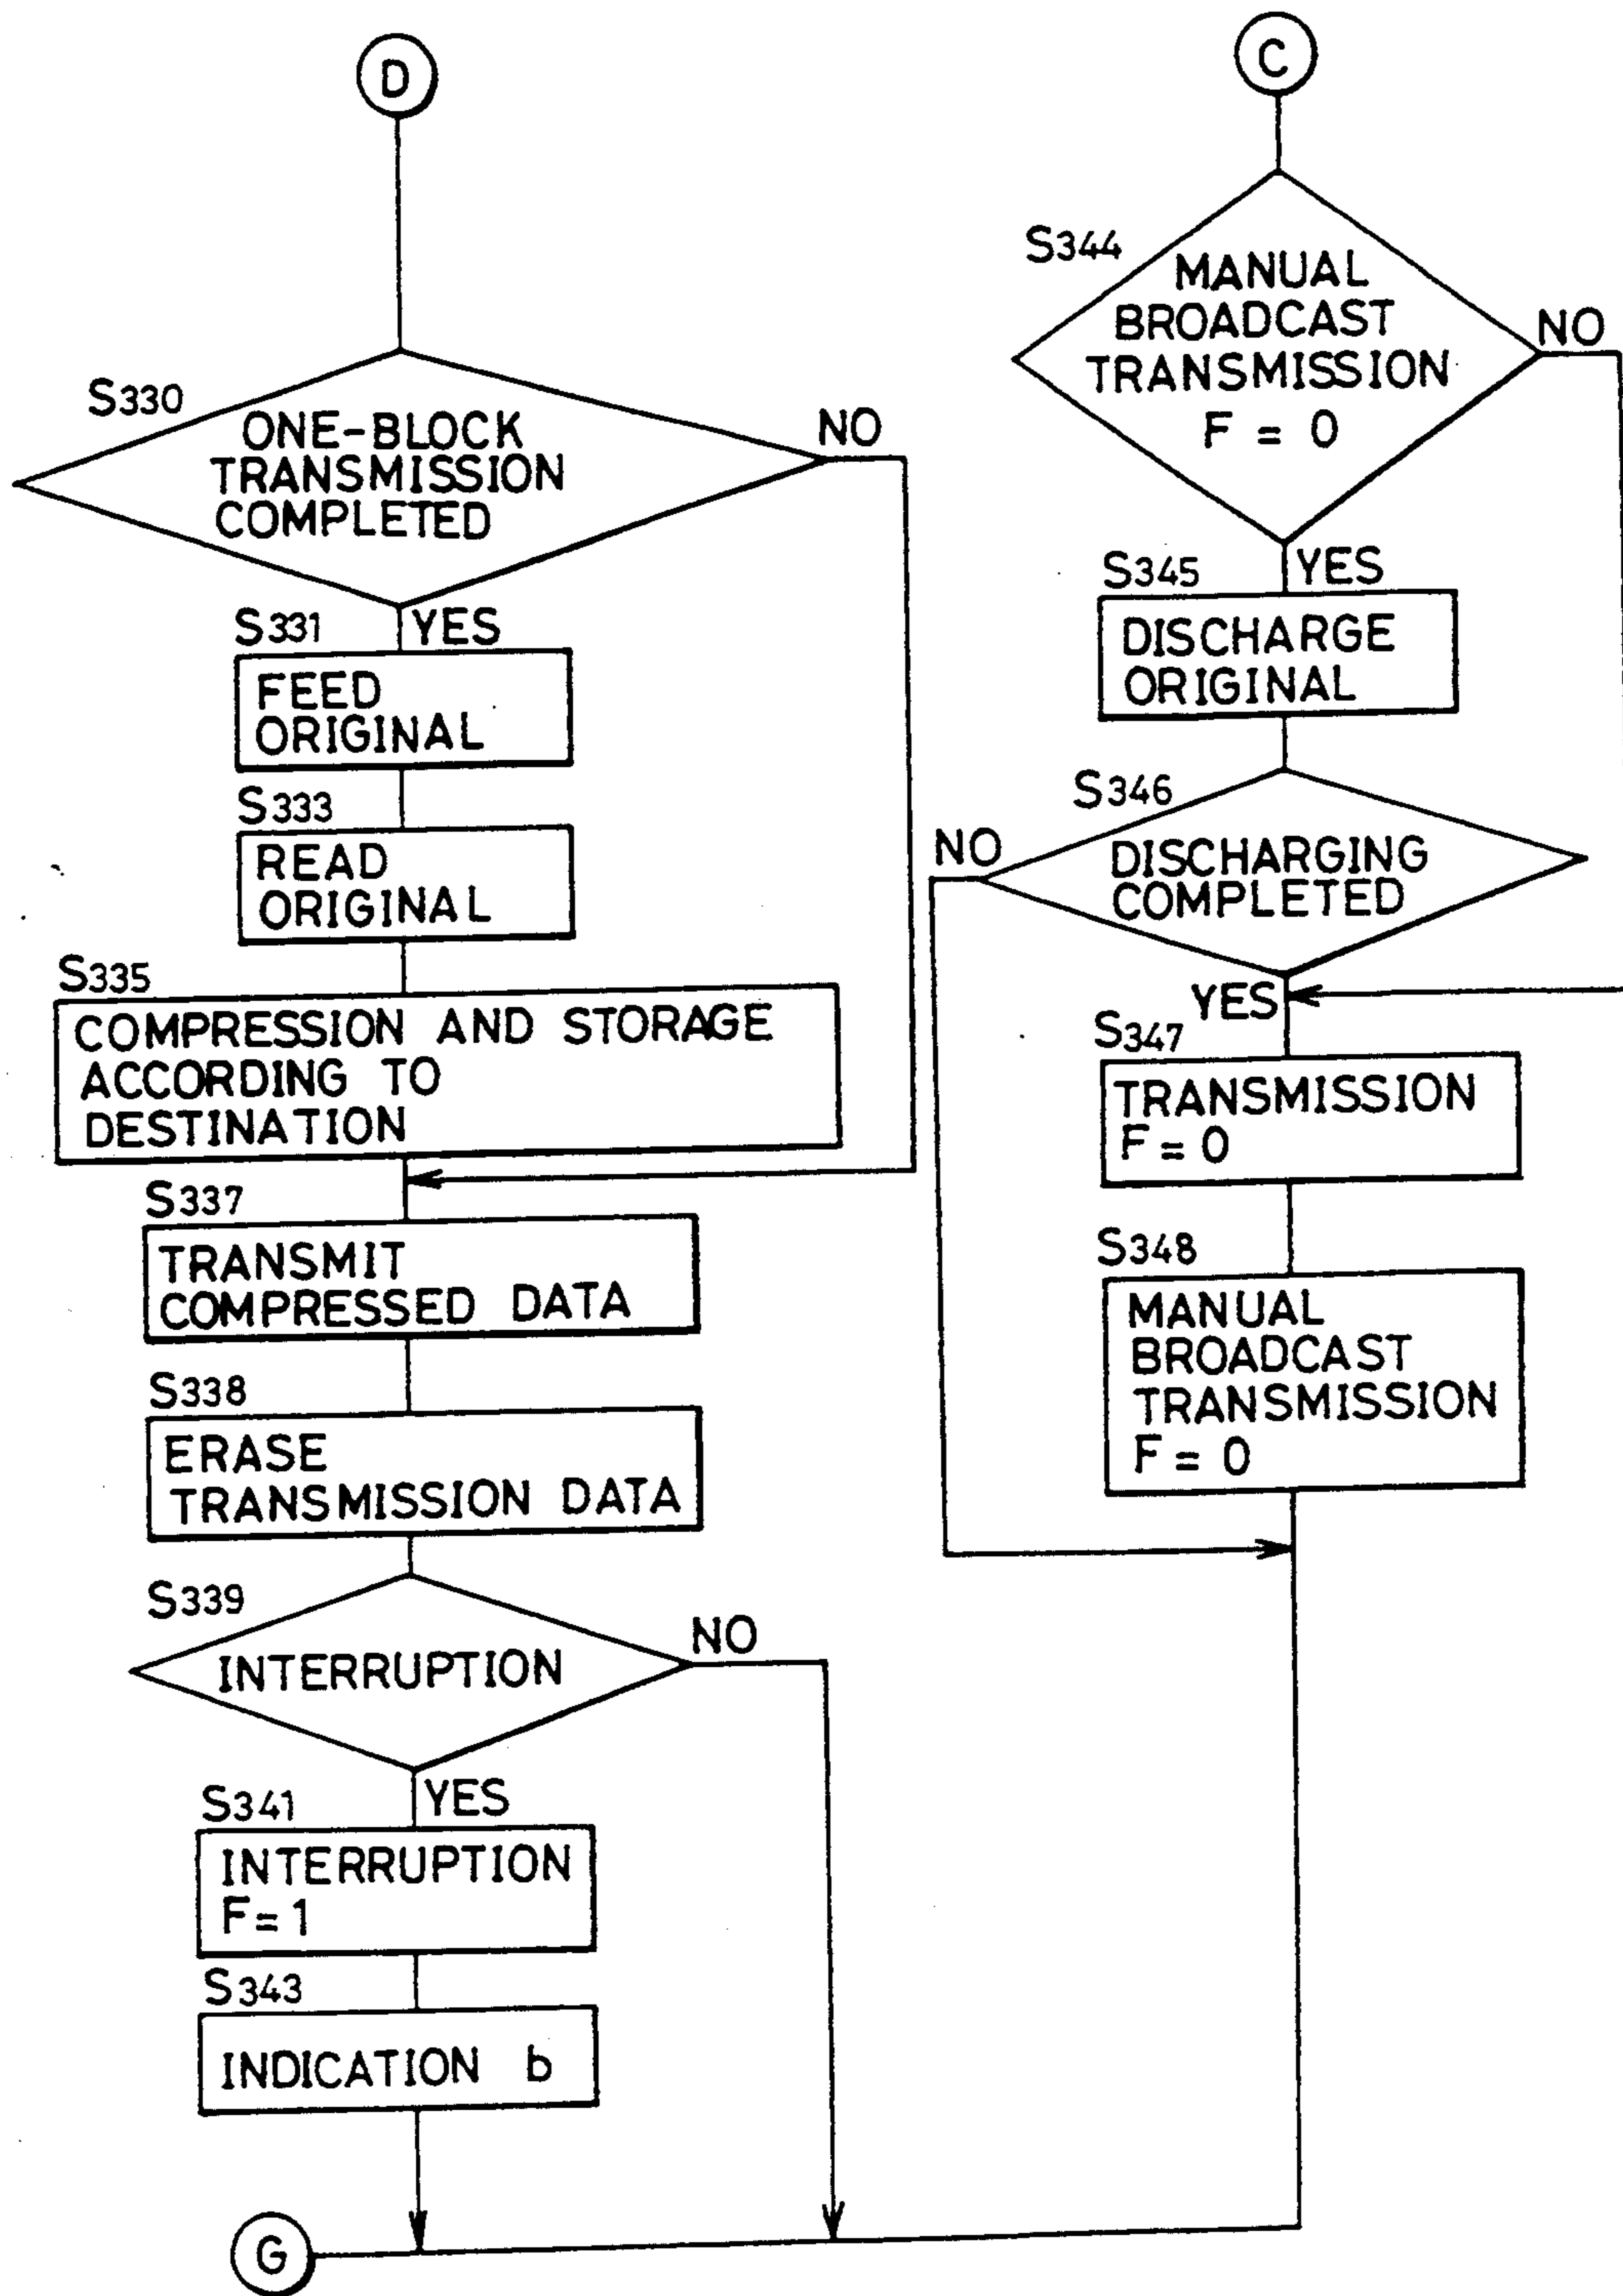 D
S330
ONE-BLOCK
TRANSMISSION
COMPLETED
NO
S331
YES
FEED
ORIGINAL
S333
READ
ORIGINAL
S335
COMPRESSION AND STORAGE
ACCORDING TO
DESTINATION
S337
TRANSMIT
COMPRESSED DATA
S338
ERASE
TRANSMISSION DATA
S339
INTERRUPTION
NO
S341
YES
INTERRUPTION
F=1
S343
INDICATION b
G
C
S344
MANUAL
BROADCAST
TRANSMISSION
F = 0
NO
S345
YES
DISCHARGE
ORIGINAL
S346
NO
DISCHARGING
COMPLETED
YES
S347
TRANSMISSION
F = 0
S348
MANUAL
BROADCAST
TRANSMISSION
F = 0